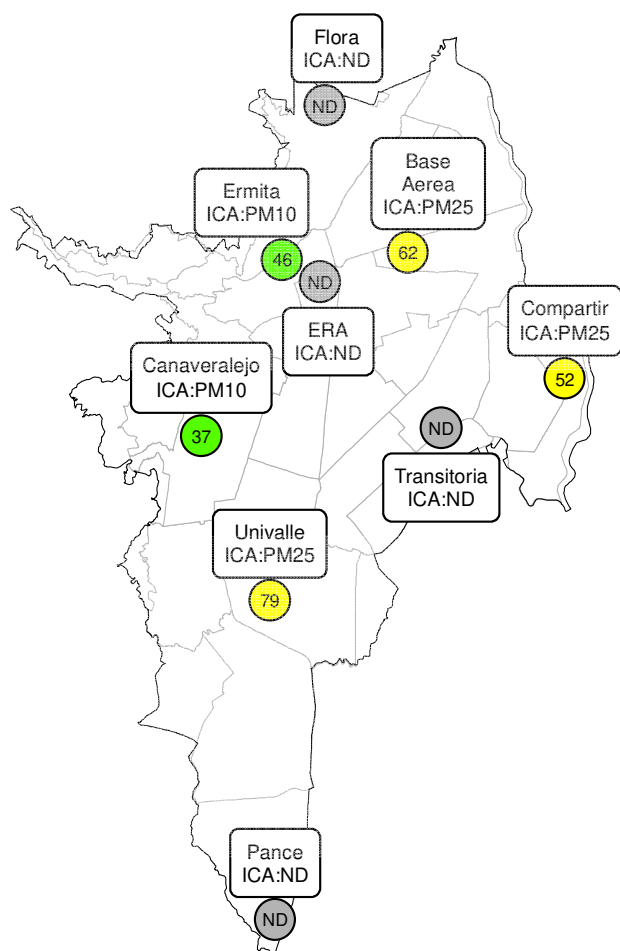 Flora
ICA:ND
ND
Base
Aerea
ICA:PM25
62
Ermita
ICA:PM10
46
ND
ERA
ICA:ND
Compartir
ICA:PM25
52
Canaveralejo
ICA:PM10
37
ND
Transitoria
ICA:ND
Univalle
ICA:PM25
79
Pance
ICA:ND
ND